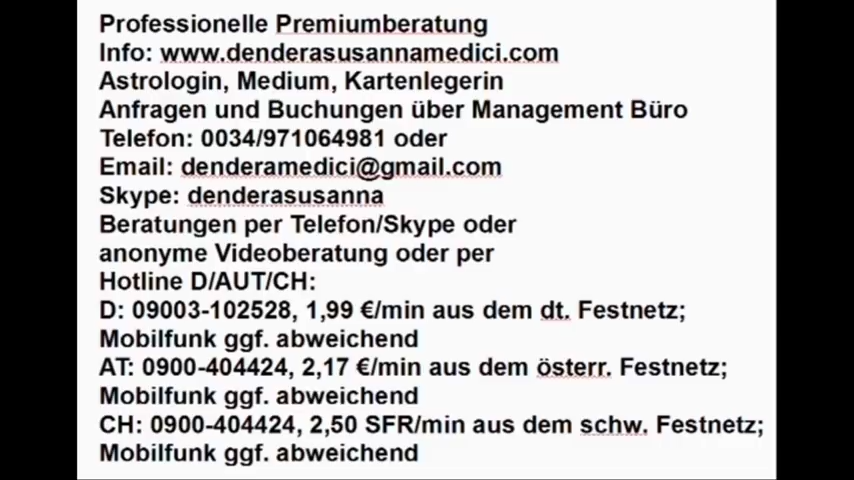 Professionelle Premiumberatung
Info: www.denderasusannamedici.com
Astrologin, Medium, Kartenlegerin
Anfragen und Buchungen über Management Büro
Telefon: 0034/971064981 oder
Email: denderamedici@gmail.com
Skype: denderasusanna
Beratungen per Telefon/Skype oder
anonyme Videoberatung oder per
Hotline D/AUT/CH:
D: 09003-102528, 1,99 €/min aus dem dt. Festnetz;
Mobilfunk ggf. abweichend
AT: 0900-404424, 2,17 €/min aus dem österr. Festnetz;
Mobilfunk ggf. abweichend
CH: 0900-404424, 2,50 SFR/min aus dem schw. Festnetz;
Mobilfunk ggf. abweichend